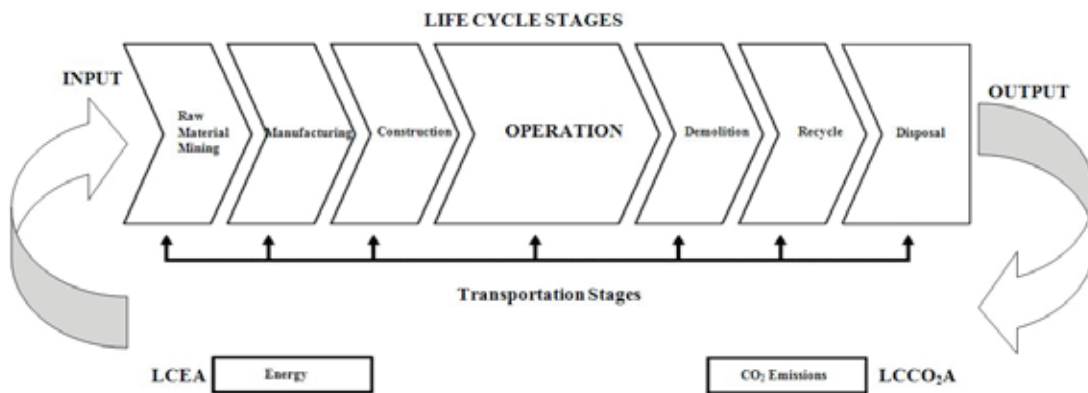 LIFE CYCLE STAGES
INPUT
OUTPUT
Raw
Material
Mining
Manufacturing
Construction
OPERATION
Demolition
Recycle
Disposal
Transportation Stages
LCEA
Energy
CO₂ Emissions
LCCO₂A